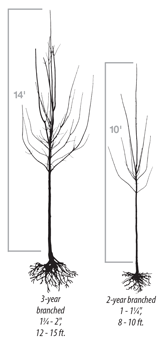 14'
10'
3-year
branched
1¼ - 2",
12 - 15 ft.
2-year branched
1 - 1¼",
8 - 10 ft.